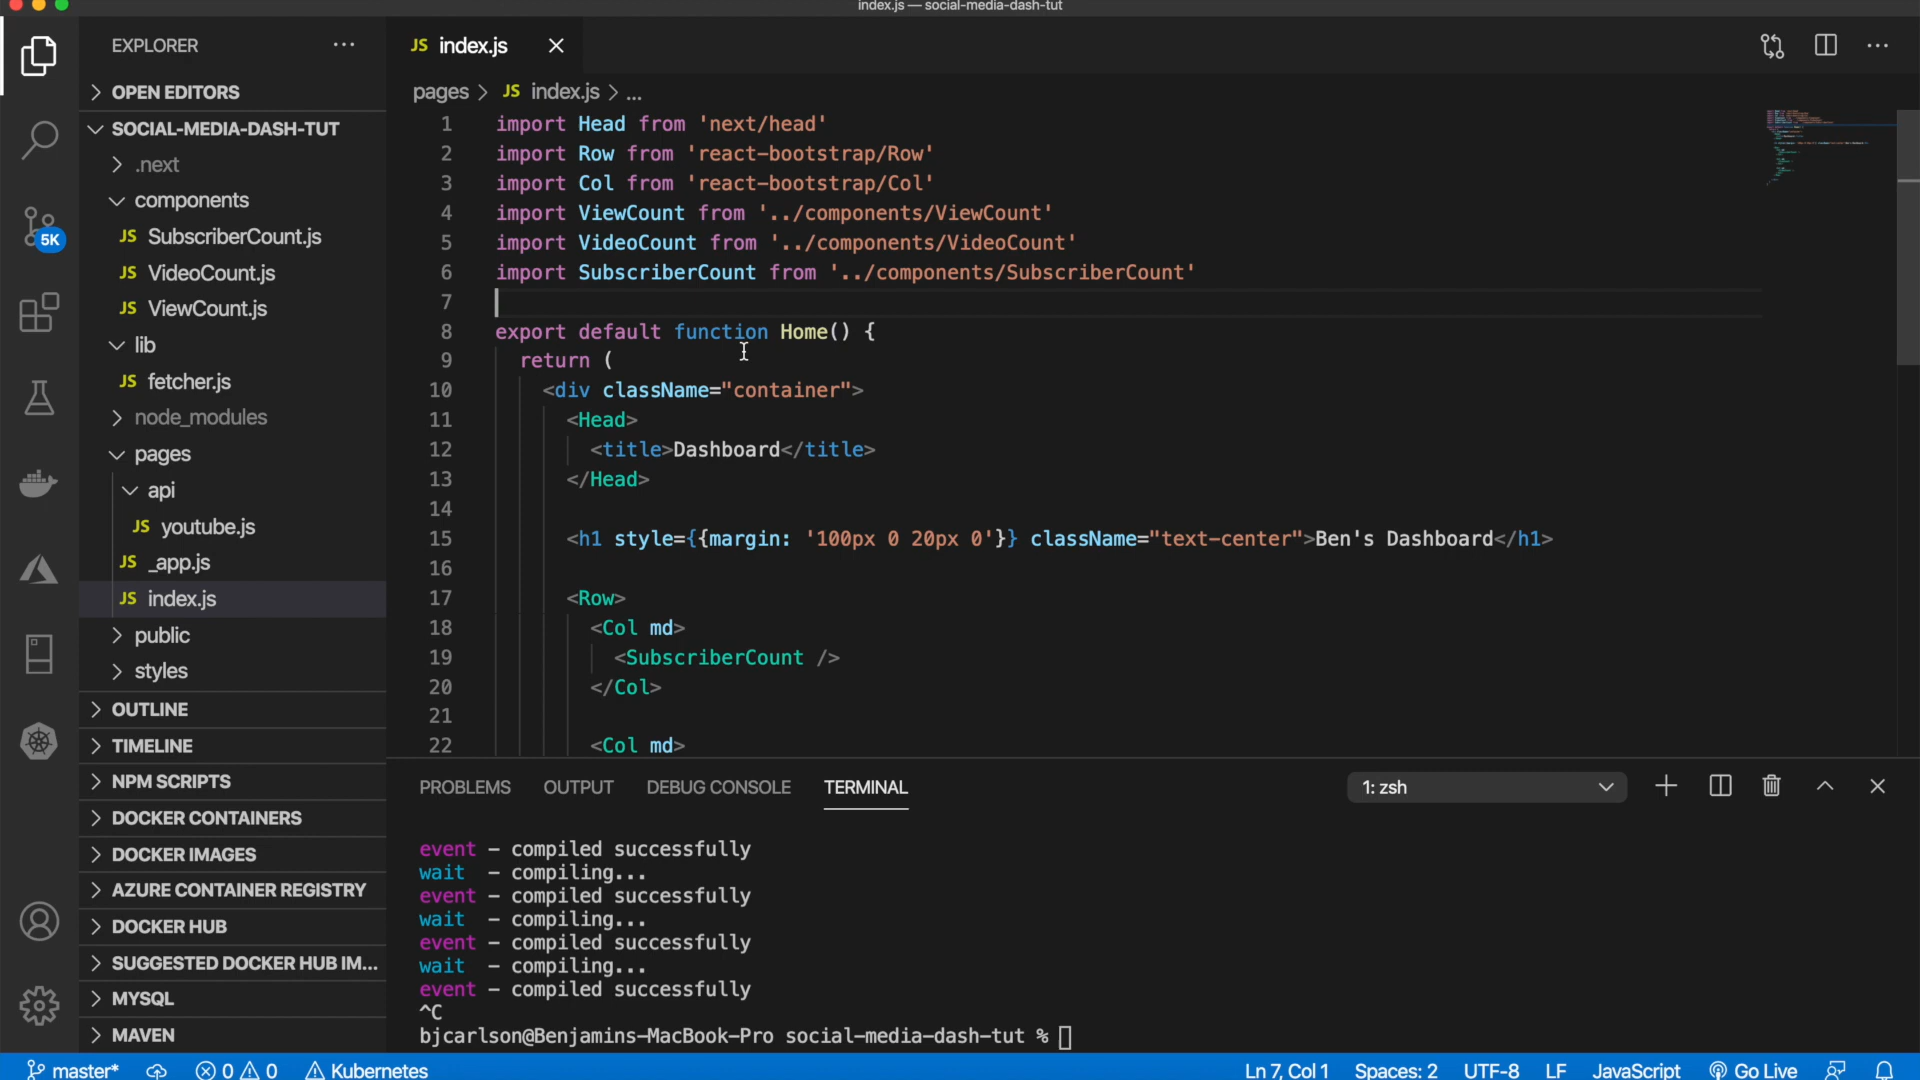 index.js — social-media-dash-tut
EXPLORER
JS index.js
OPEN EDITORS
SOCIAL-MEDIA-DASH-TUT
.next
components
JS SubscriberCount.js
JS VideoCount.js
JS ViewCount.js
lib
JS fetcher.js
node_modules
pages
api
JS youtube.js
JS _app.js
JS index.js
public
styles
OUTLINE
TIMELINE
NPM SCRIPTS
DOCKER CONTAINERS
DOCKER IMAGES
AZURE CONTAINER REGISTRY
DOCKER HUB
SUGGESTED DOCKER HUB IM...
MYSQL
MAVEN
5K
pages > JS index.js > ...
1 import Head from 'next/head'
2 import Row from 'react-bootstrap/Row'
3 import Col from 'react-bootstrap/Col'
4 import ViewCount from '../components/ViewCount'
5 import VideoCount from '../components/VideoCount'
6 import SubscriberCount from '../components/SubscriberCount'
7
8 export default function Home() {
9 return (
10 <div className="container">
11 <Head>
12 <title>Dashboard</title>
13 </Head>
14
15 <h1 style={{margin: '100px 0 20px 0'}} className="text-center">Ben's Dashboard</h1>
16
17 <Row>
18 <Col md>
19 <SubscriberCount />
20 </Col>
21
22 <Col md>
PROBLEMS OUTPUT DEBUG CONSOLE TERMINAL 1: zsh
event – compiled successfully
wait – compiling...
event – compiled successfully
wait – compiling...
event – compiled successfully
wait – compiling...
event – compiled successfully
^C
bjcarlson@Benjamins-MacBook-Pro social-media-dash-tut %
master* 0 0 Kubernetes Ln 7, Col 1 Spaces: 2 UTF-8 LF JavaScript Go Live